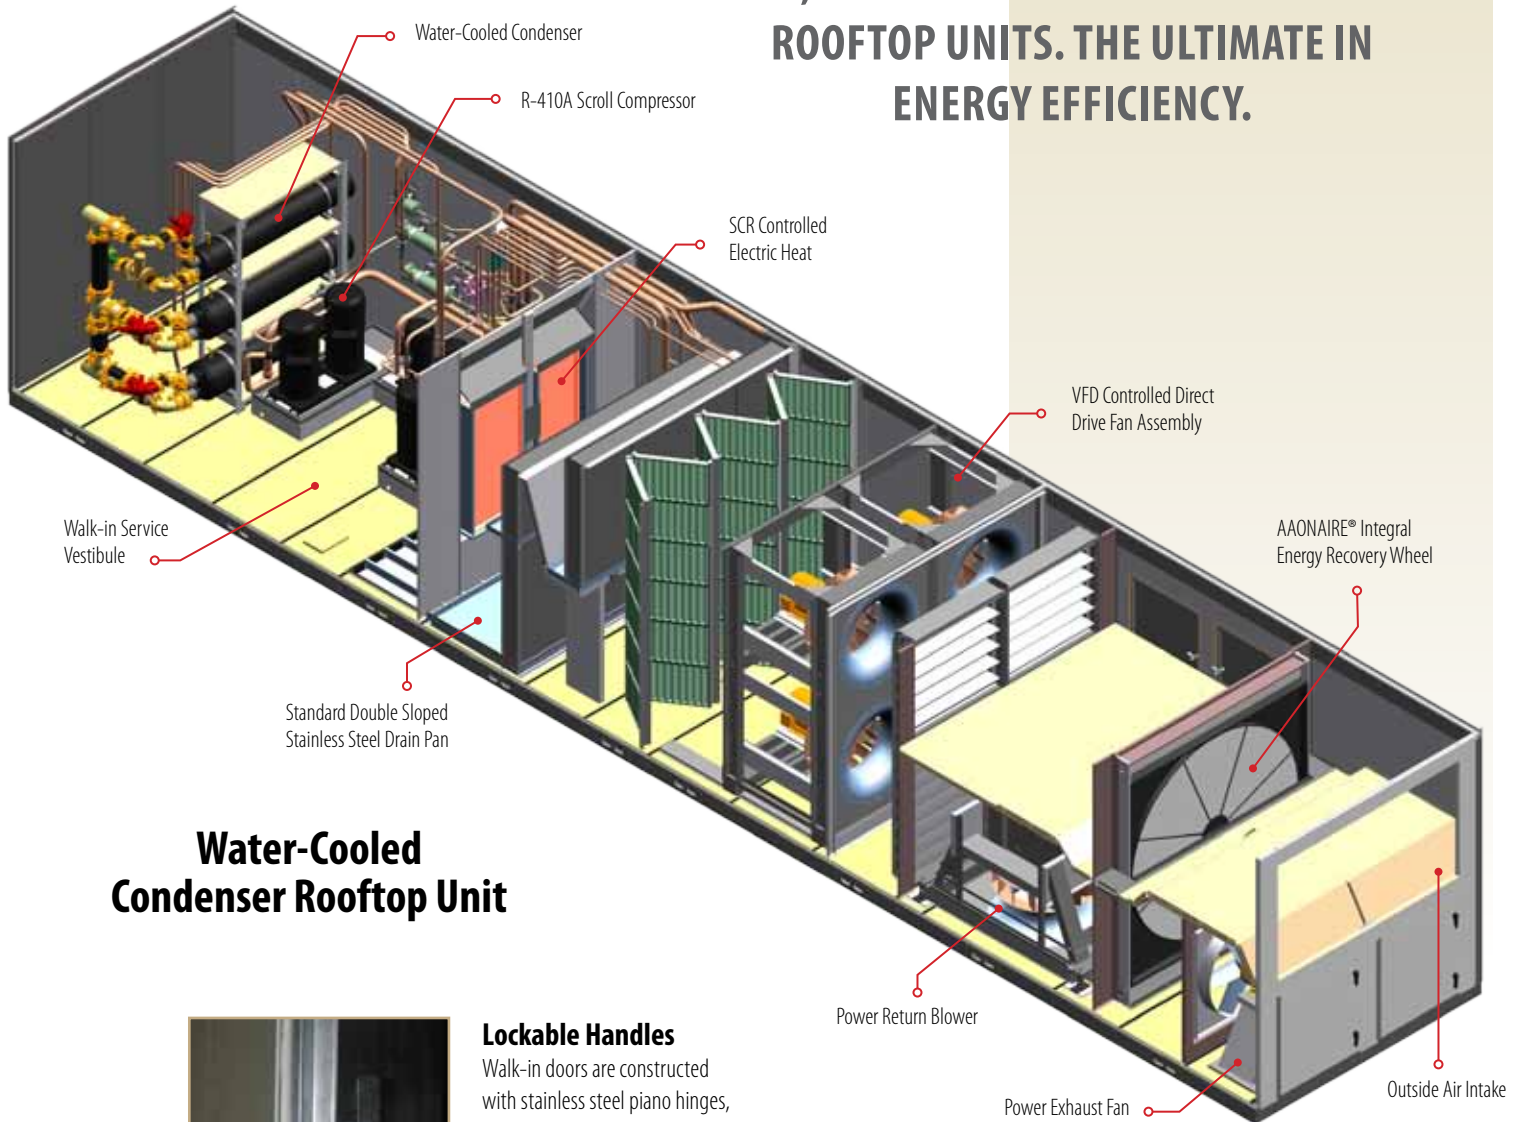 ROOFTOP UNITS. THE ULTIMATE IN
ENERGY EFFICIENCY.
Water-Cooled Condenser
R-410A Scroll Compressor
SCR Controlled
Electric Heat
VFD Controlled Direct
Drive Fan Assembly
AAONAIRE® Integral
Energy Recovery Wheel
Walk-in Service
Vestibule
Standard Double Sloped
Stainless Steel Drain Pan
Water-Cooled
Condenser Rooftop Unit
Power Return Blower
Power Exhaust Fan
Outside Air Intake
Lockable Handles
Walk-in doors are constructed
with stainless steel piano hinges,